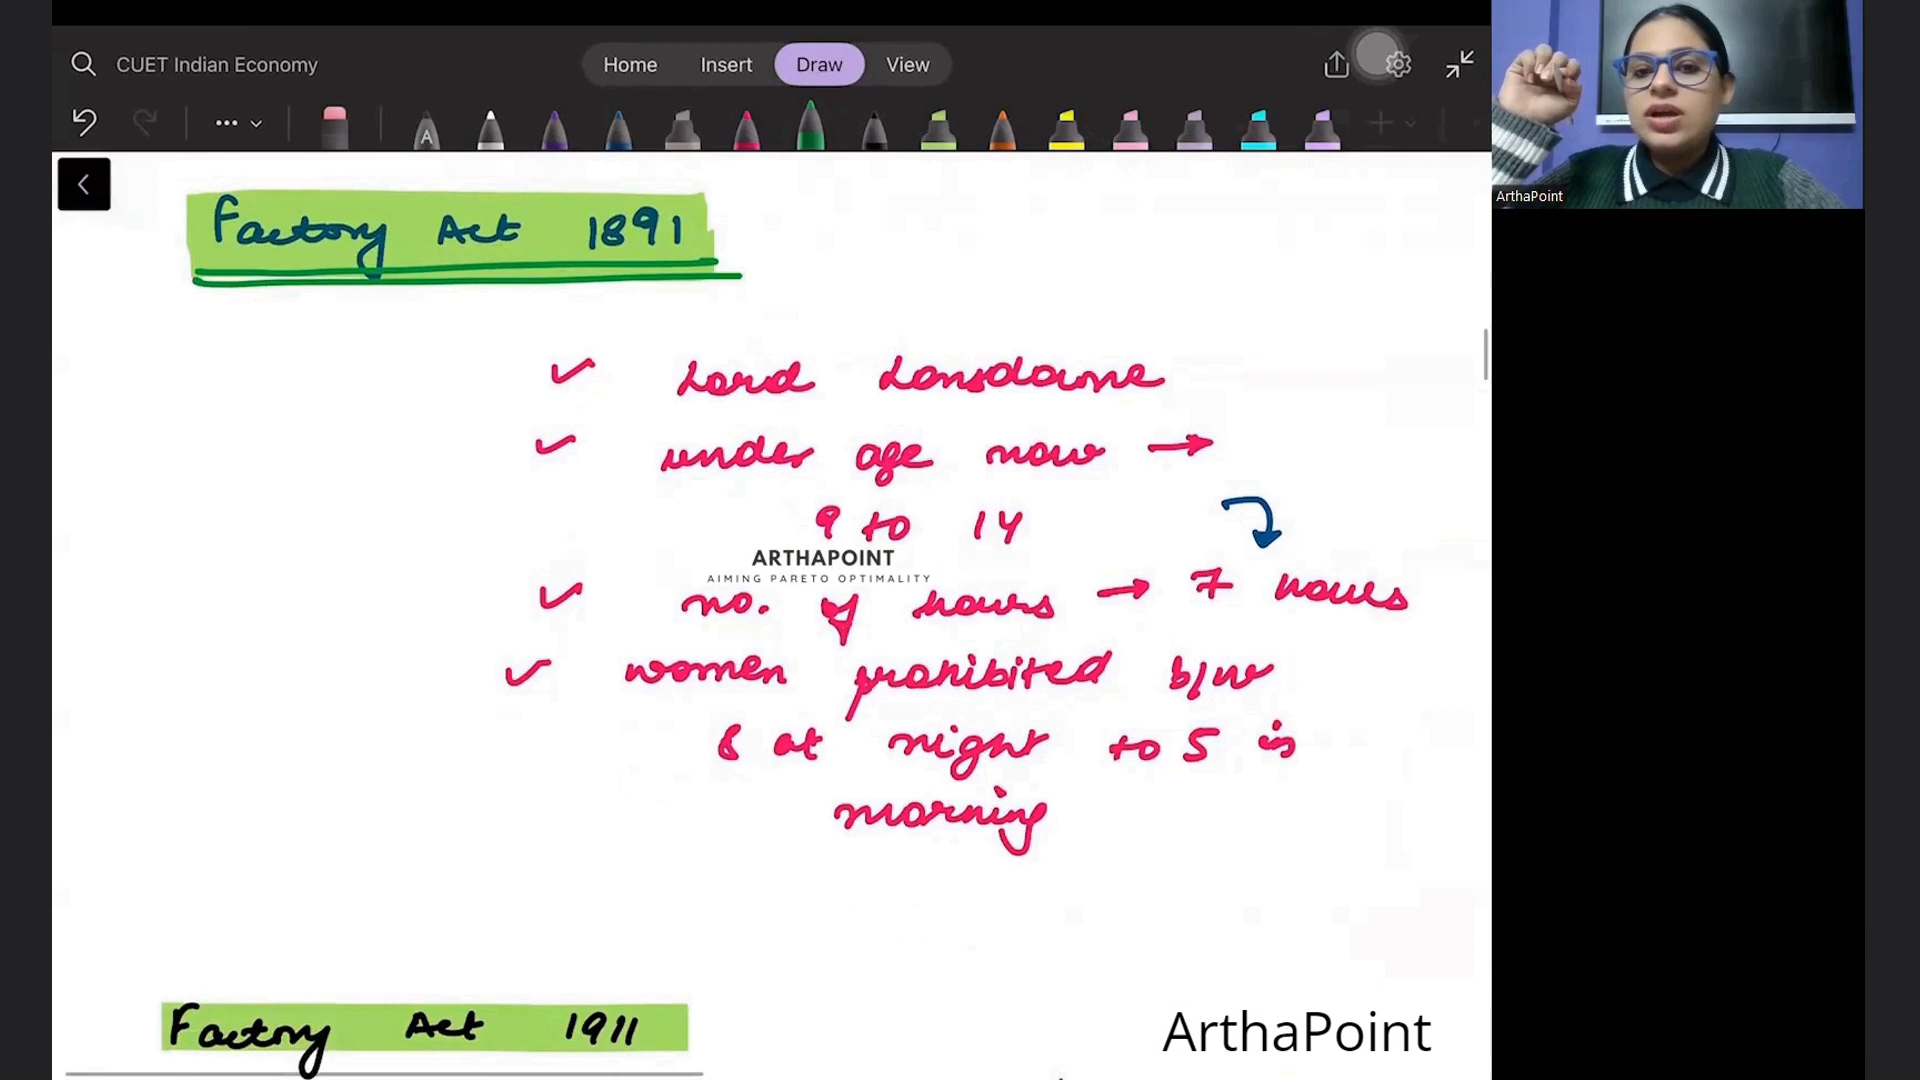 CUET Indian Economy
Home Insert Draw View
A
ArthaPoint
Factory Act 1891
Lord Lansdowne
under age now →
9 to 14
ARTHAPOINT
AIMING PARETO OPTIMALITY
no. of hours → 7 hours
women prohibited b/w
8 at night to 5 in
morning
Factory Act 1911
ArthaPoint